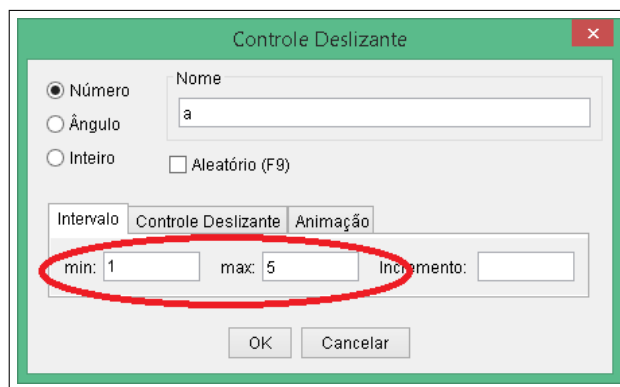 Controle Deslizante
Número
Ângulo
Inteiro
Nome
a
Aleatório (F9)
Intervalo Controle Deslizante Animação
min: 1 max: 5 Incremento:
OK Cancelar